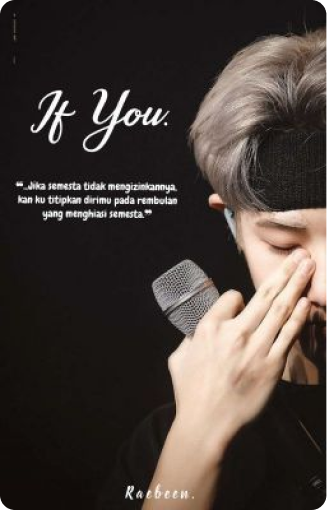 If You.
❝..Jika semesta tidak mengizinkannya,
kan ku titipkan dirimu pada rembulan
yang menghiasi semesta.❞
Raebeen.